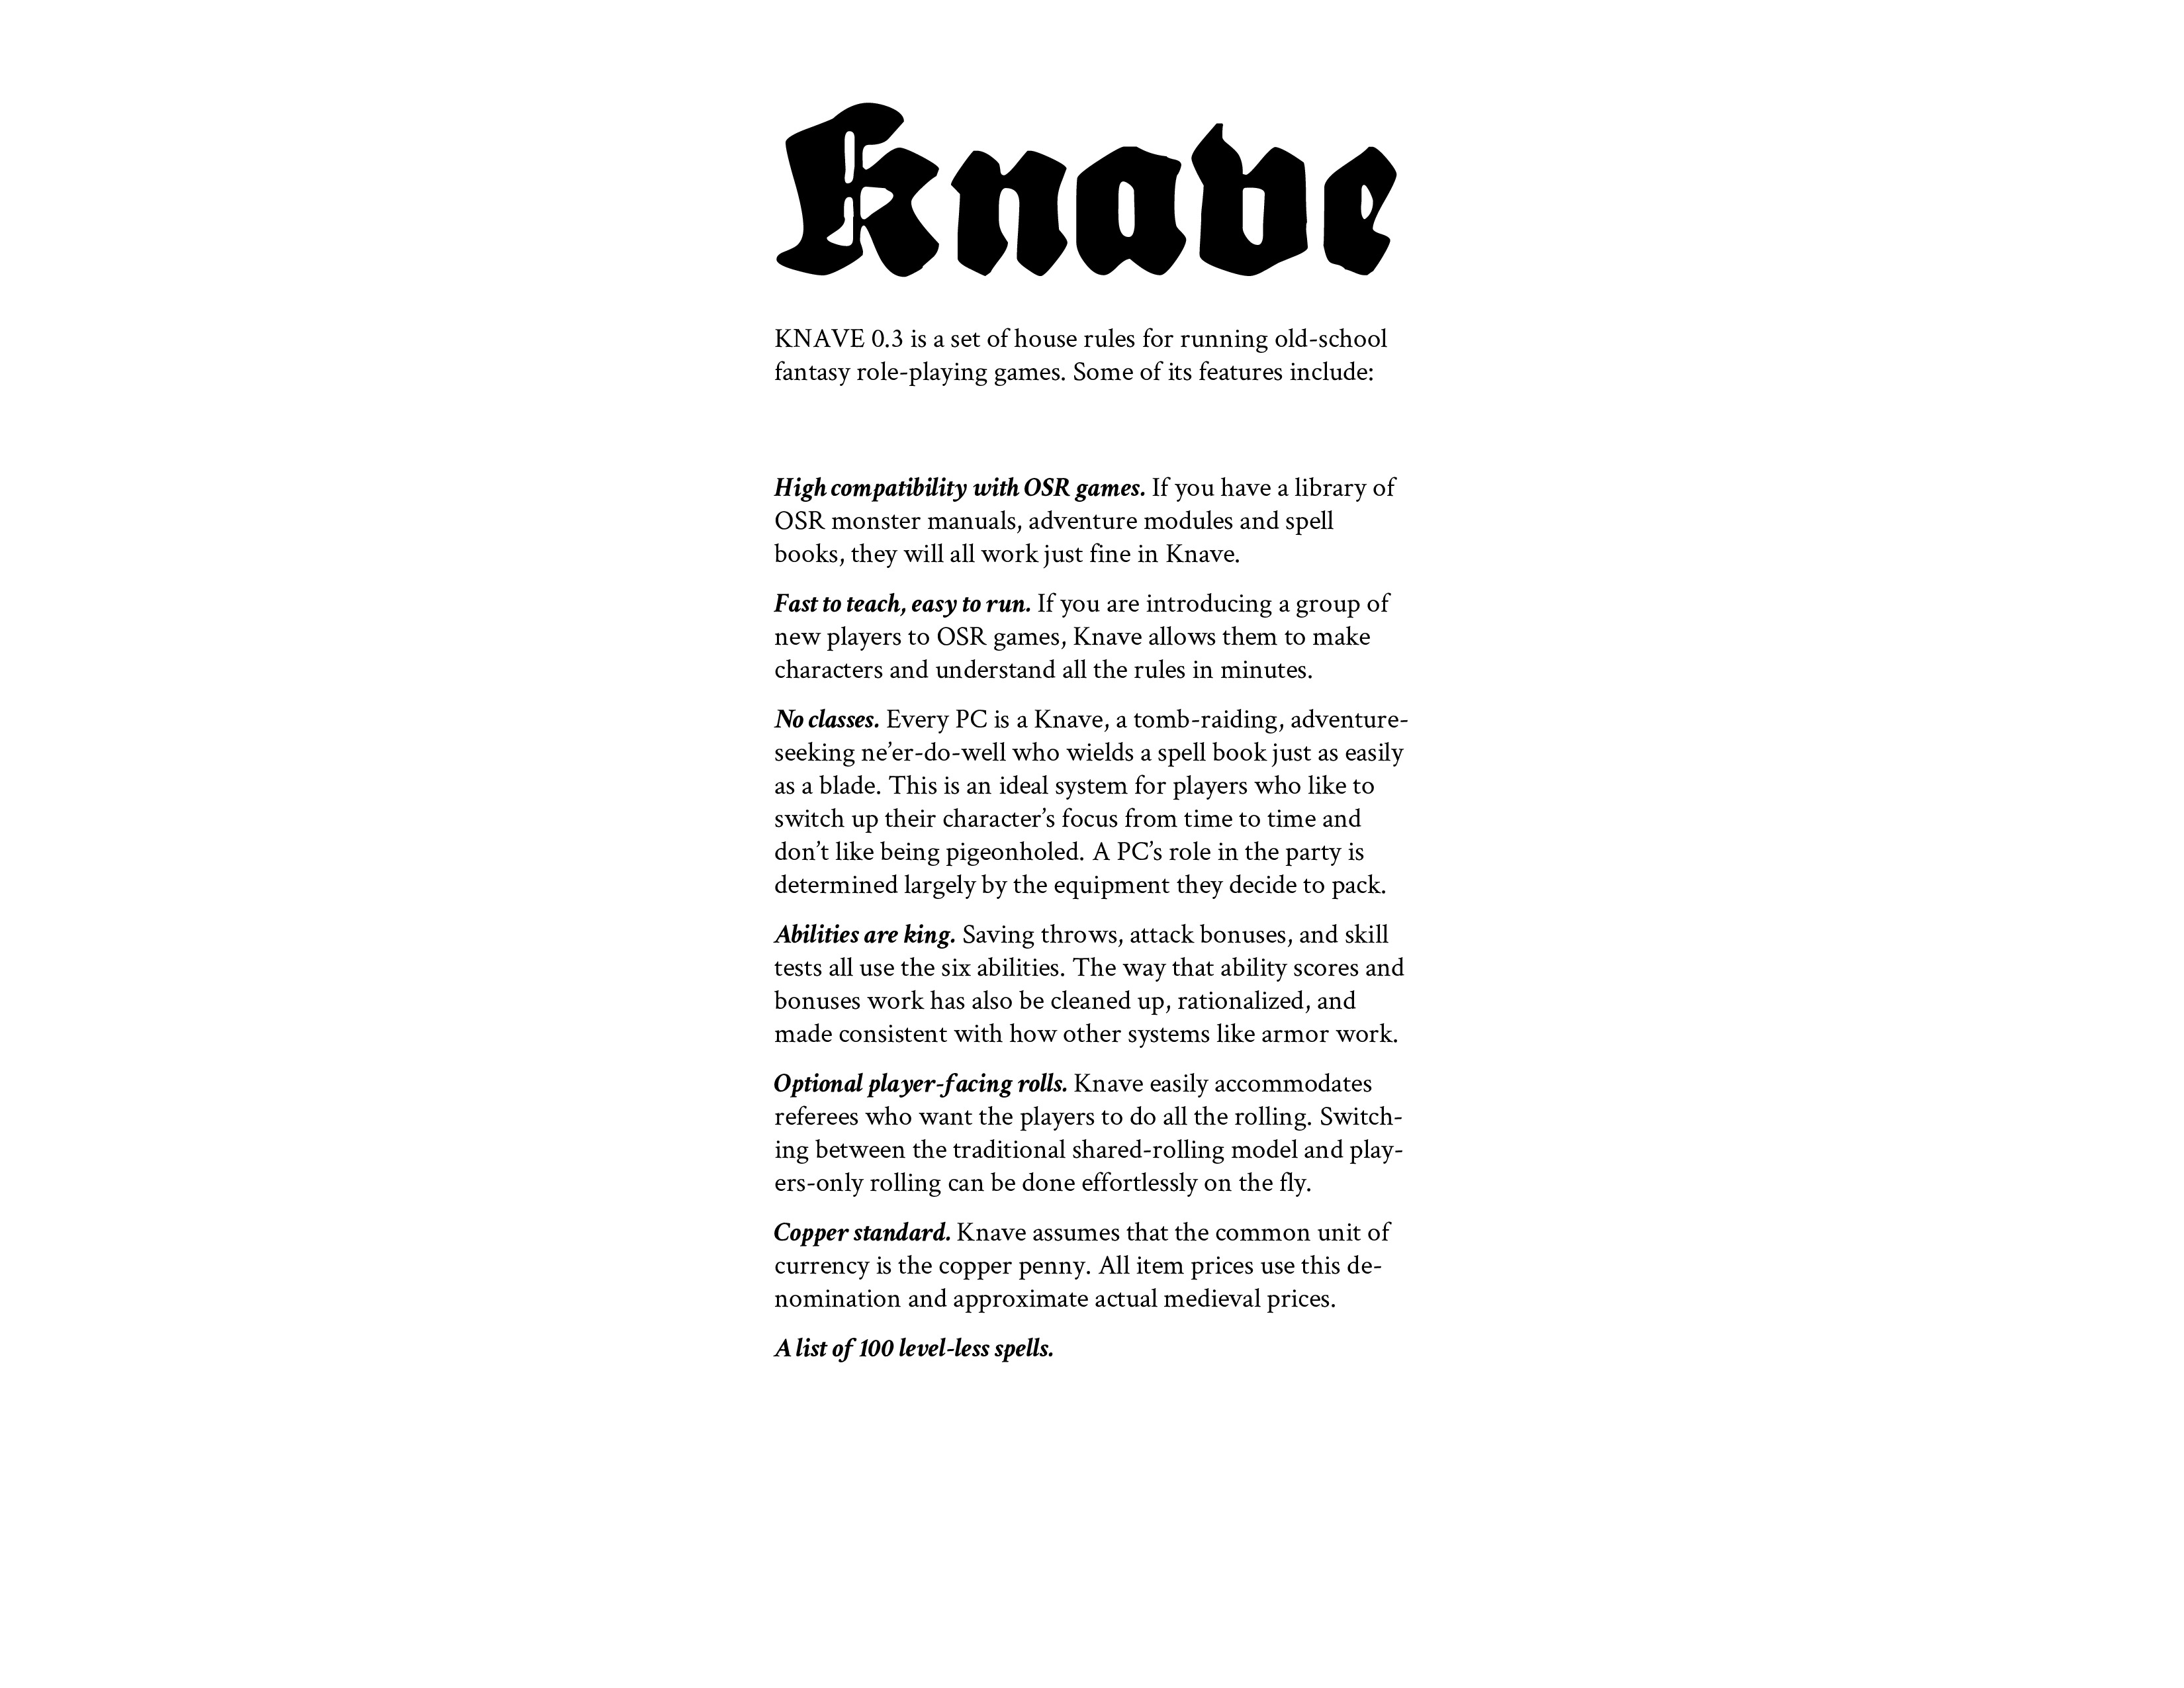 Knave
KNAVE 0.3 is a set of house rules for running old-school
fantasy role-playing games. Some of its features include:
High compatibility with OSR games. If you have a library of
OSR monster manuals, adventure modules and spell
books, they will all work just fine in Knave.
Fast to teach, easy to run. If you are introducing a group of
new players to OSR games, Knave allows them to make
characters and understand all the rules in minutes.
No classes. Every PC is a Knave, a tomb-raiding, adventure-
seeking ne’er-do-well who wields a spell book just as easily
as a blade. This is an ideal system for players who like to
switch up their character’s focus from time to time and
don’t like being pigeonholed. A PC’s role in the party is
determined largely by the equipment they decide to pack.
Abilities are king. Saving throws, attack bonuses, and skill
tests all use the six abilities. The way that ability scores and
bonuses work has also be cleaned up, rationalized, and
made consistent with how other systems like armor work.
Optional player-facing rolls. Knave easily accommodates
referees who want the players to do all the rolling. Switch-
ing between the traditional shared-rolling model and play-
ers-only rolling can be done effortlessly on the fly.
Copper standard. Knave assumes that the common unit of
currency is the copper penny. All item prices use this de-
nomination and approximate actual medieval prices.
A list of 100 level-less spells.